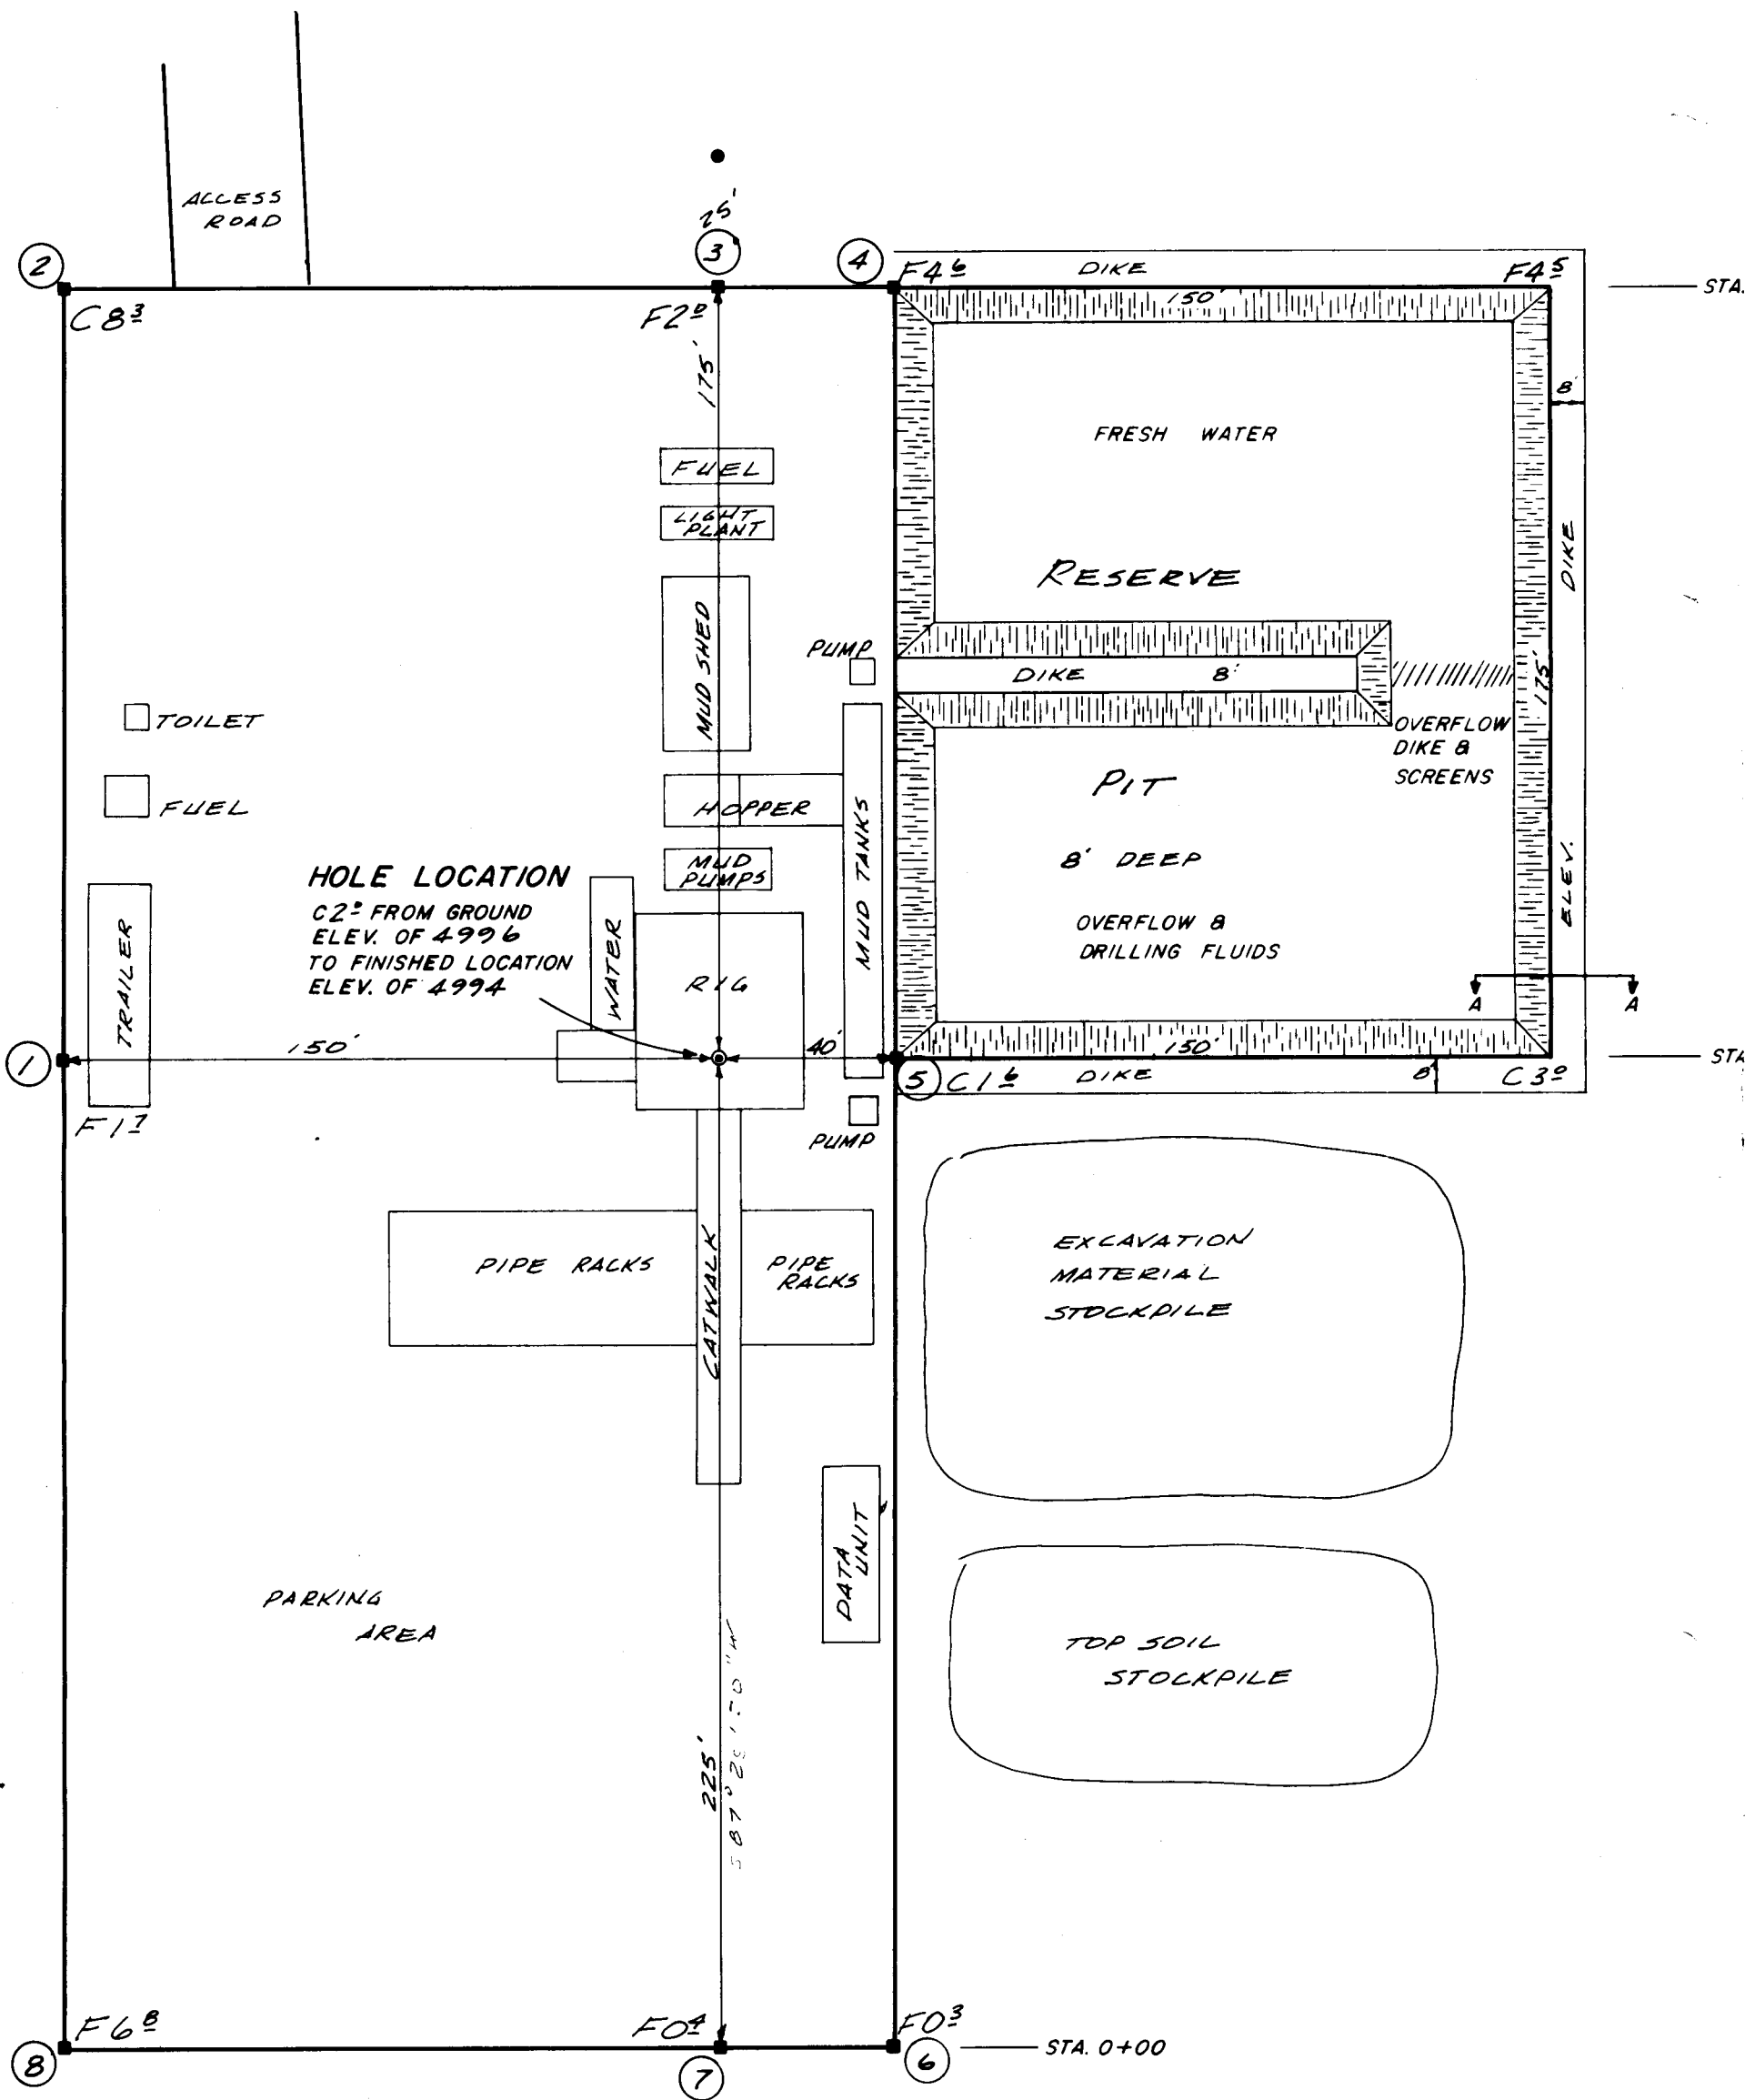 ACCESS
ROAD
25'
2
3
4
C8³
F2⁰
F4⁶
DIKE
F4⁵
STA.
150'
175'
8'
FRESH WATER
FUEL
LIGHT
PLANT
RESERVE
DIKE
MUD SHED
PUMP
DIKE 8'
175'
TOILET
OVERFLOW
DIKE &
SCREENS
FUEL
HOPPER
MUD TANKS
PIT
MUD
PUMPS
8' DEEP
ELEV.
HOLE LOCATION
C2⁰ FROM GROUND
ELEV. OF 4996
TO FINISHED LOCATION
ELEV. OF 4994
OVERFLOW &
DRILLING FLUIDS
TRAILER
WATER
RIG
A A
1
150'
40'
150'
STA
5
C1⁶
DIKE
8'
C3⁰
F1⁷
PUMP
PIPE RACKS
CATWALK
PIPE
RACKS
EXCAVATION
MATERIAL
STOCKPILE
DATA
UNIT
PARKING
AREA
TOP SOIL
STOCKPILE
225'
F6⁸
F0⁴
F0³
8
7
6
STA. 0+00